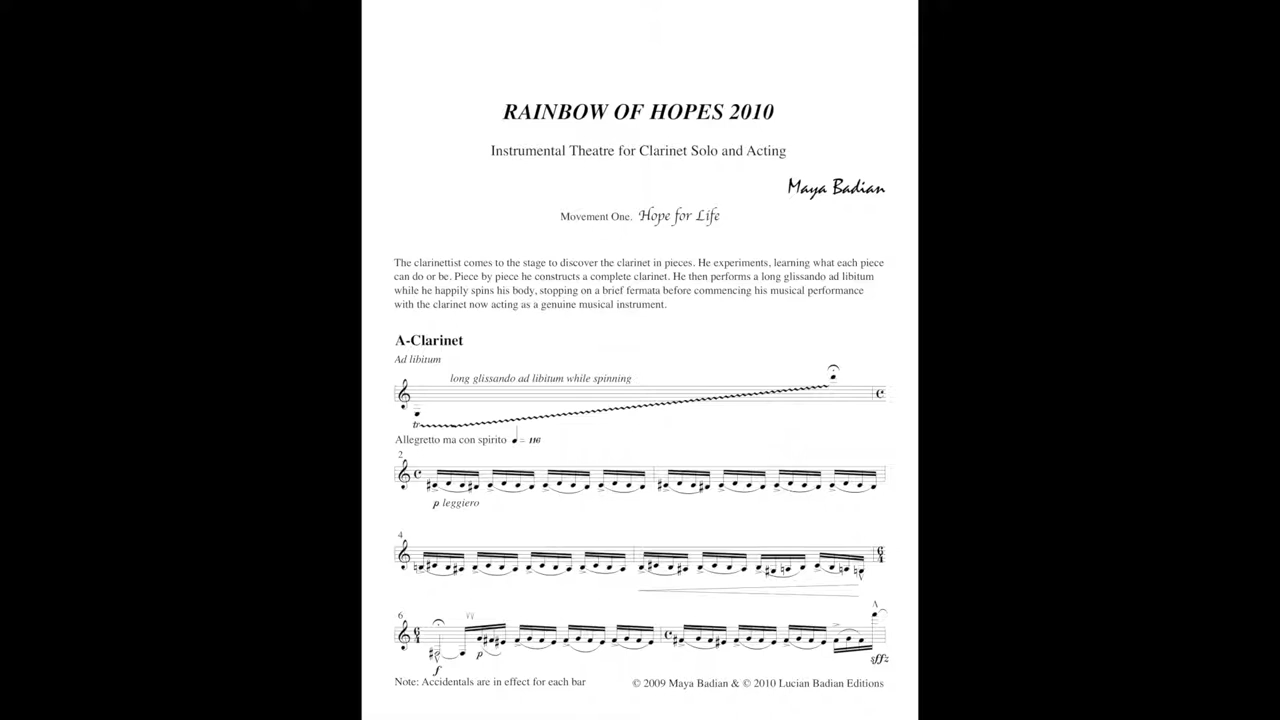 RAINBOW OF HOPES 2010
Instrumental Theatre for Clarinet Solo and Acting
Maya Badian
Movement One. Hope for Life
The clarinettist comes to the stage to discover the clarinet in pieces. He experiments, learning what each piece
can do or be. Piece by piece he constructs a complete clarinet. He then performs a long glissando ad libitum
while he happily spins his body, stopping on a brief fermata before commencing his musical performance
with the clarinet now acting as a genuine musical instrument.
A-Clarinet
Ad libitum
long glissando ad libitum while spinning
tr
Allegretto ma con spirito ♩ = 116
2
p leggiero
4
6
4
6
6
4
p
f
sffz
Note: Accidentals are in effect for each bar
© 2009 Maya Badian & © 2010 Lucian Badian Editions